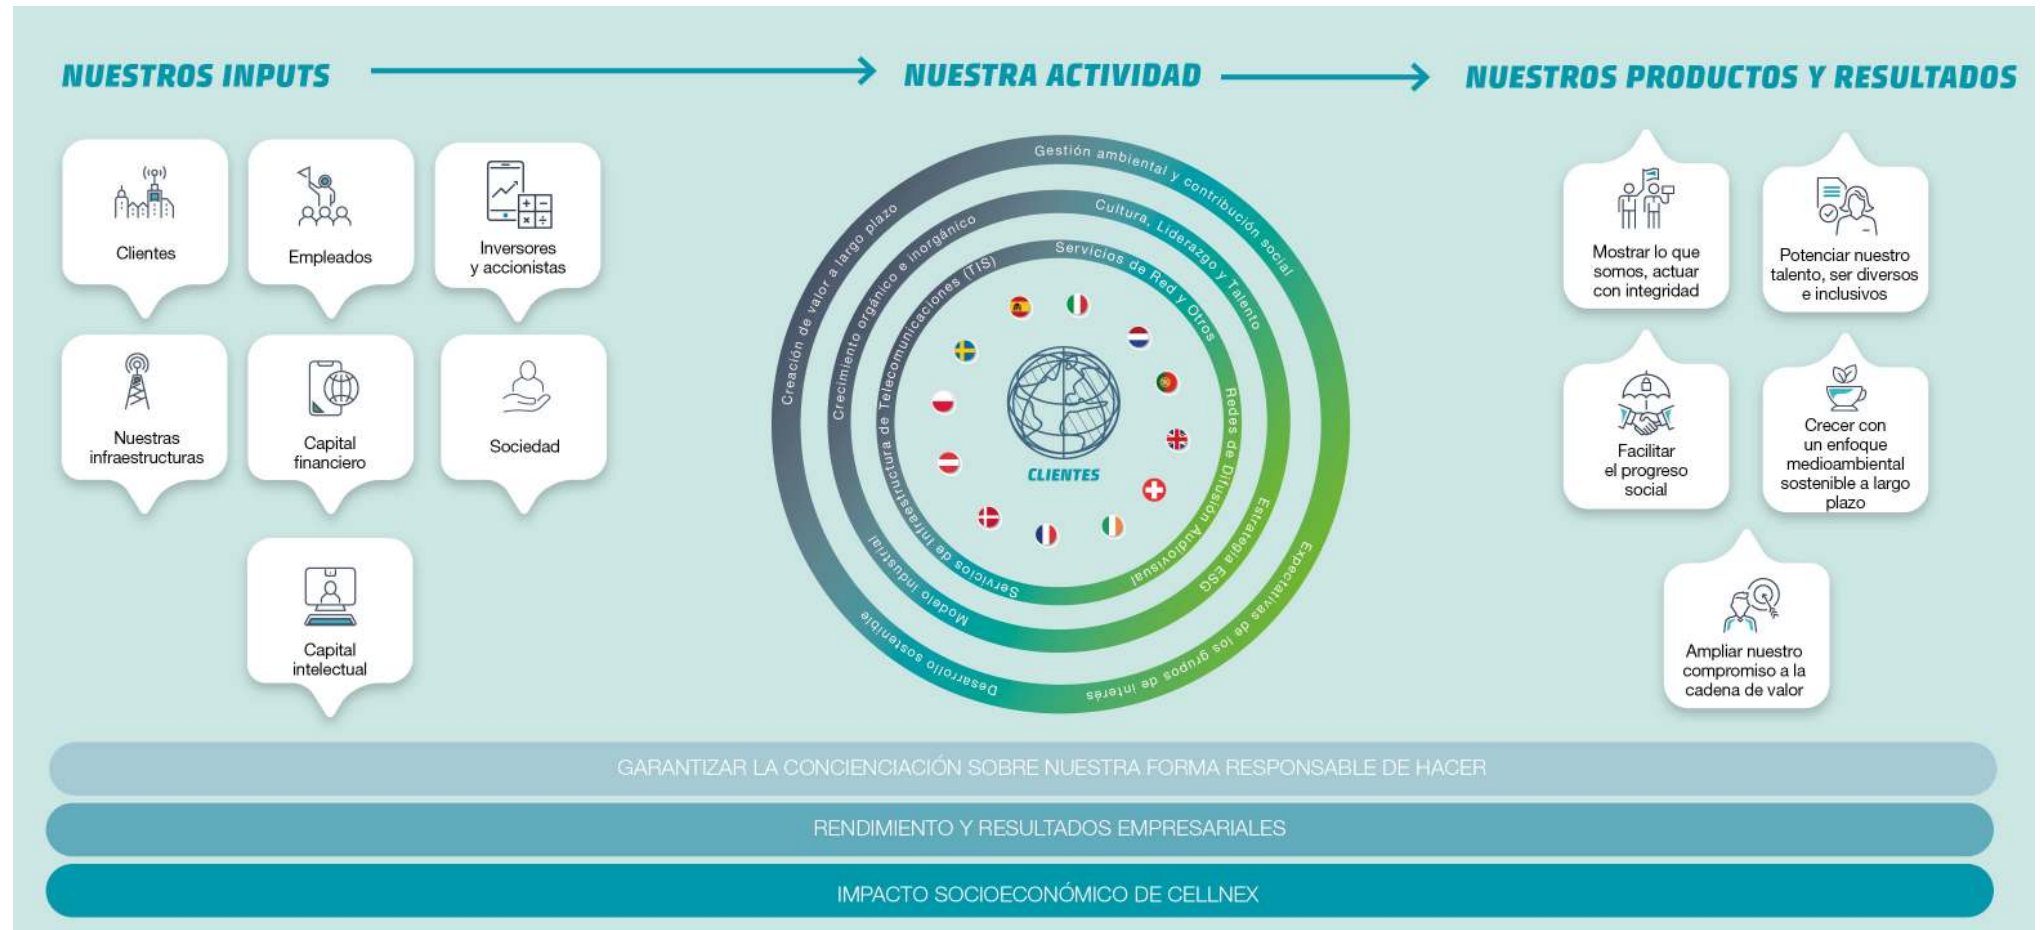 NUESTROS INPUTS
NUESTRA ACTIVIDAD
NUESTROS PRODUCTOS Y RESULTADOS
Clientes
Empleados
Inversores
y accionistas
Nuestras
infraestructuras
Capital
financiero
Sociedad
Capital
intelectual
Creación de valor a largo plazo
Gestión ambiental y contribución social
Expectativas de los grupos de interés
Desarrollo sostenible
Crecimiento orgánico e inorgánico
Cultura, Liderazgo y Talento
Estrategia ESG
Modelo industrial
Servicios de Infraestructura de Telecomunicaciones (TIS)
Servicios de Red y Otros
Redes de Difusión Audiovisual
CLIENTES
Mostrar lo que
somos, actuar
con integridad
Potenciar nuestro
talento, ser diversos
e inclusivos
Facilitar
el progreso
social
Crecer con
un enfoque
medioambiental
sostenible a largo
plazo
Ampliar nuestro
compromiso a la
cadena de valor
GARANTIZAR LA CONCIENCIACIÓN SOBRE NUESTRA FORMA RESPONSABLE DE HACER
RENDIMIENTO Y RESULTADOS EMPRESARIALES
IMPACTO SOCIOECONÓMICO DE CELLNEX